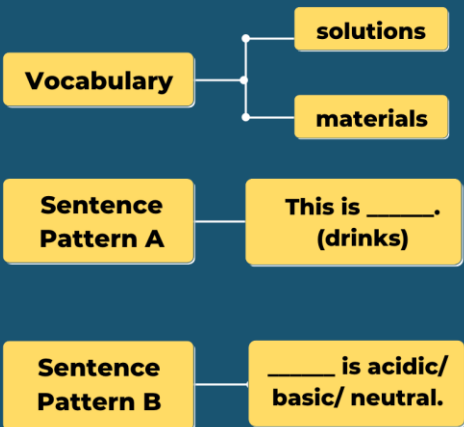 Vocabulary
solutions
materials
Sentence
Pattern A
This is ______.
(drinks)
Sentence
Pattern B
______ is acidic/
basic/ neutral.